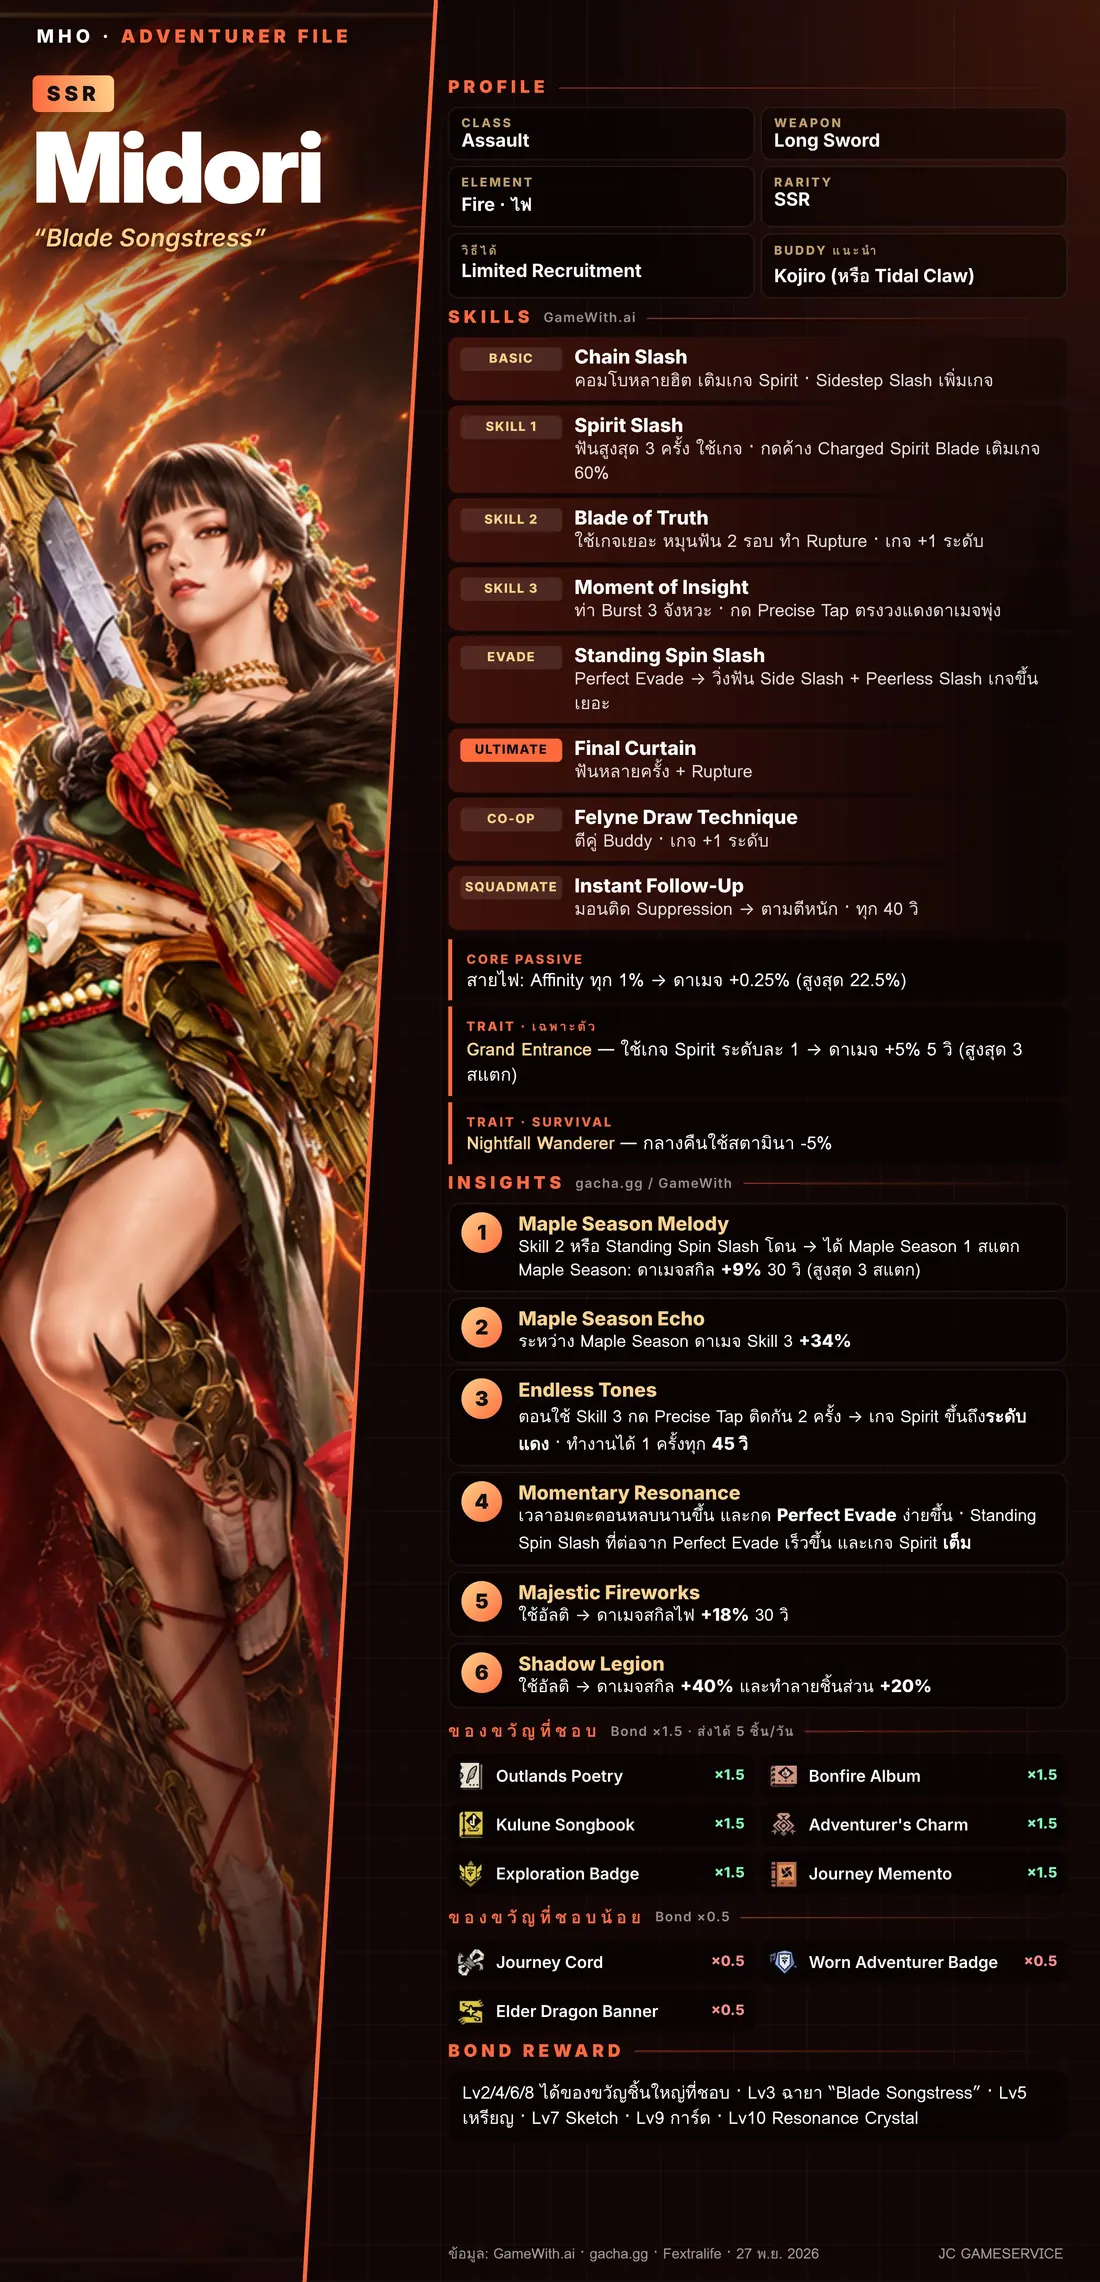 MHO · ADVENTURER FILE
SSR
Midori
“Blade Songstress”
PROFILE
CLASS
Assault
WEAPON
Long Sword
ELEMENT
Fire · ไฟ
RARITY
SSR
วิธีได้
Limited Recruitment
BUDDY แนะนำ
Kojiro (หรือ Tidal Claw)
SKILLS GameWith.ai
BASIC
Chain Slash
คอมโบหลายฮิต เติมเกจ Spirit · Sidestep Slash เพิ่มเกจ
SKILL 1
Spirit Slash
ฟันสูงสุด 3 ครั้ง ใช้เกจ · กดค้าง Charged Spirit Blade เติมเกจ
60%
SKILL 2
Blade of Truth
ใช้เกจเยอะ หมุนฟัน 2 รอบ ทำ Rupture · เกจ +1 ระดับ
SKILL 3
Moment of Insight
ท่า Burst 3 จังหวะ · กด Precise Tap ตรงวงแดงดาเมจพุ่ง
EVADE
Standing Spin Slash
Perfect Evade → วิ่งฟัน Side Slash + Peerless Slash เกจขึ้น
เยอะ
ULTIMATE
Final Curtain
ฟันหลายครั้ง + Rupture
CO-OP
Felyne Draw Technique
ตีคู่ Buddy · เกจ +1 ระดับ
SQUADMATE
Instant Follow-Up
มอนติด Suppression → ตามตีหนัก · ทุก 40 วิ
CORE PASSIVE
สายไฟ: Affinity ทุก 1% → ดาเมจ +0.25% (สูงสุด 22.5%)
TRAIT · เฉพาะตัว
Grand Entrance — ใช้เกจ Spirit ระดับละ 1 → ดาเมจ +5% 5 วิ (สูงสุด 3
สแตก)
TRAIT · SURVIVAL
Nightfall Wanderer — กลางคืนใช้สตามินา -5%
INSIGHTS gacha.gg / GameWith
1
Maple Season Melody
Skill 2 หรือ Standing Spin Slash โดน → ได้ Maple Season 1 สแตก
Maple Season: ดาเมจสกิล +9% 30 วิ (สูงสุด 3 สแตก)
2
Maple Season Echo
ระหว่าง Maple Season ดาเมจ Skill 3 +34%
3
Endless Tones
ตอนใช้ Skill 3 กด Precise Tap ติดกัน 2 ครั้ง → เกจ Spirit ขึ้นถึงระดับ
แดง · ทำงานได้ 1 ครั้งทุก 45 วิ
4
Momentary Resonance
เวลาอมตะตอนหลบนานขึ้น และกด Perfect Evade ง่ายขึ้น · Standing
Spin Slash ที่ต่อจาก Perfect Evade เร็วขึ้น และเกจ Spirit เต็ม
5
Majestic Fireworks
ใช้อัลติ → ดาเมจสกิลไฟ +18% 30 วิ
6
Shadow Legion
ใช้อัลติ → ดาเมจสกิล +40% และทำลายชิ้นส่วน +20%
ของขวัญที่ชอบ Bond ×1.5 · ส่งได้ 5 ชิ้น/วัน
Outlands Poetry ×1.5
Bonfire Album ×1.5
Kulune Songbook ×1.5
Adventurer's Charm ×1.5
Exploration Badge ×1.5
Journey Memento ×1.5
ของขวัญที่ชอบน้อย Bond ×0.5
Journey Cord ×0.5
Worn Adventurer Badge ×0.5
Elder Dragon Banner ×0.5
BOND REWARD
Lv2/4/6/8 ได้ของขวัญชิ้นใหญ่ที่ชอบ · Lv3 ฉายา “Blade Songstress” · Lv5
เหรียญ · Lv7 Sketch · Lv9 การ์ด · Lv10 Resonance Crystal
ข้อมูล: GameWith.ai · gacha.gg · Fextralife · 27 พ.ย. 2026
JC GAMESERVICE